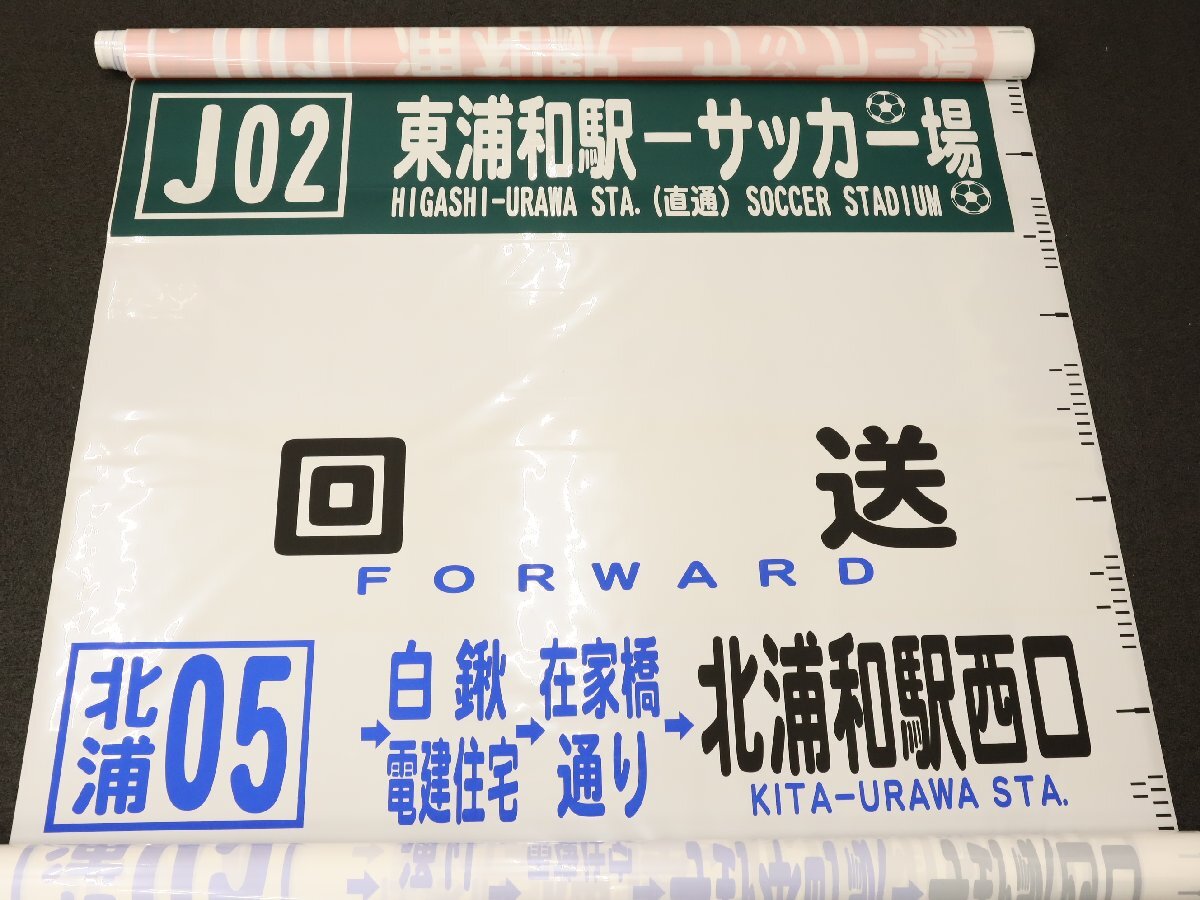 J02 東浦和駅ーサッカー場
HIGASHI-URAWA STA. (直通) SOCCER STADIUM
回送
FORWARD
北浦05 → 白鍬電建住宅 → 在家橋通り → 北浦和駅西口
KITA-URAWA STA.